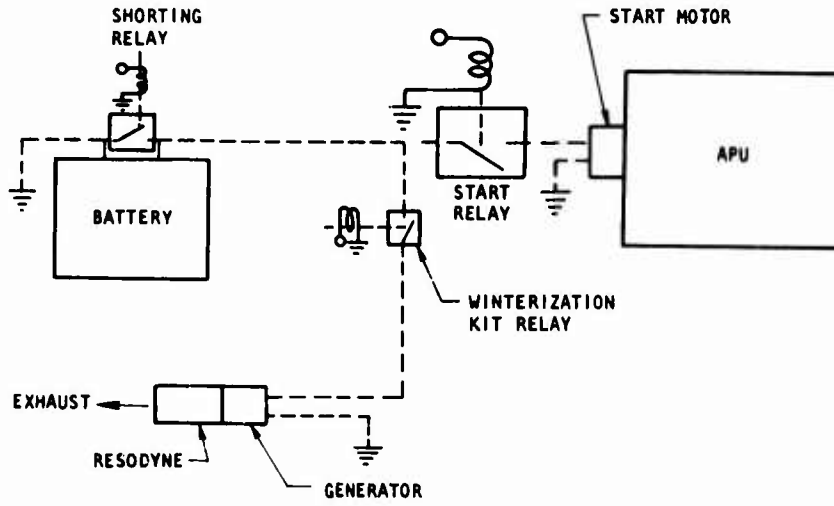 SHORTING
RELAY
START MOTOR
APU
START
RELAY
BATTERY
WINTERIZATION
KIT RELAY
EXHAUST
RESODYNE
GENERATOR